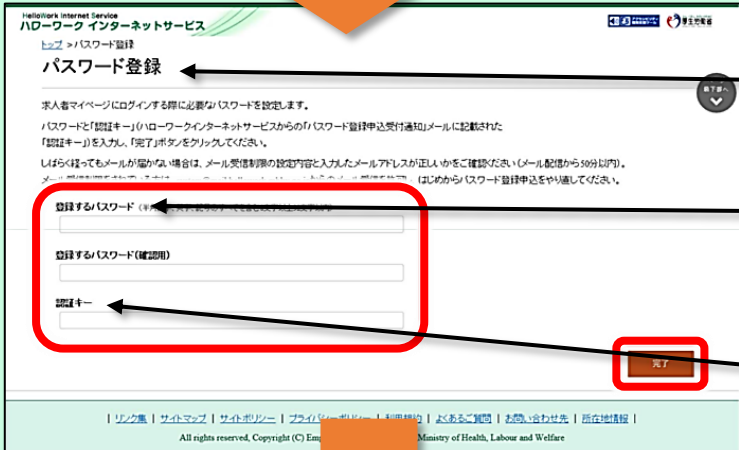 HelloWork Internet Service
ハローワーク インターネットサービス
厚生労働省
トップ > パスワード登録
パスワード登録
最下部へ
求人者マイページにログインする際に必要なパスワードを設定します。
パスワードと「認証キー」(ハローワークインターネットサービスからの「パスワード登録申込受付通知」メールに記載された
「認証キー」)を入力し、「完了」ボタンをクリックしてください。
しばらく経ってもメールが届かない場合は、メール受信制限の設定内容と入力したメールアドレスが正しいかをご確認ください(メール配信から50分以内)。
はじめからパスワード登録申込をやり直してください。
登録するパスワード
登録するパスワード(確認用)
認証キー
完了
| リンク集 | サイトマップ | サイトポリシー | プライバシーポリシー | 利用規約 | よくあるご質問 | お問い合わせ先 | 所在地情報 |
All rights reserved, Copyright (C) Ministry of Health, Labour and Welfare